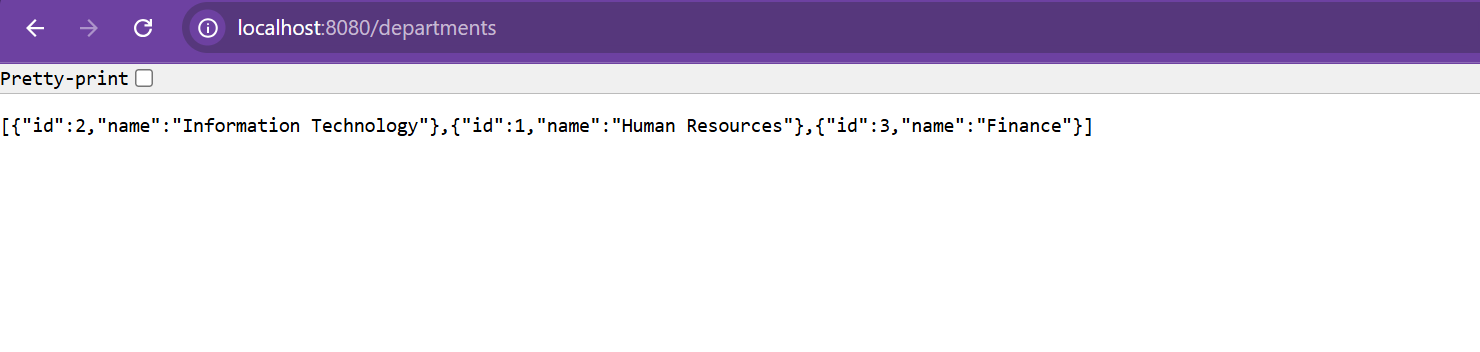 localhost:8080/departments
Pretty-print
[{"id":2,"name":"Information Technology"},{"id":1,"name":"Human Resources"},{"id":3,"name":"Finance"}]